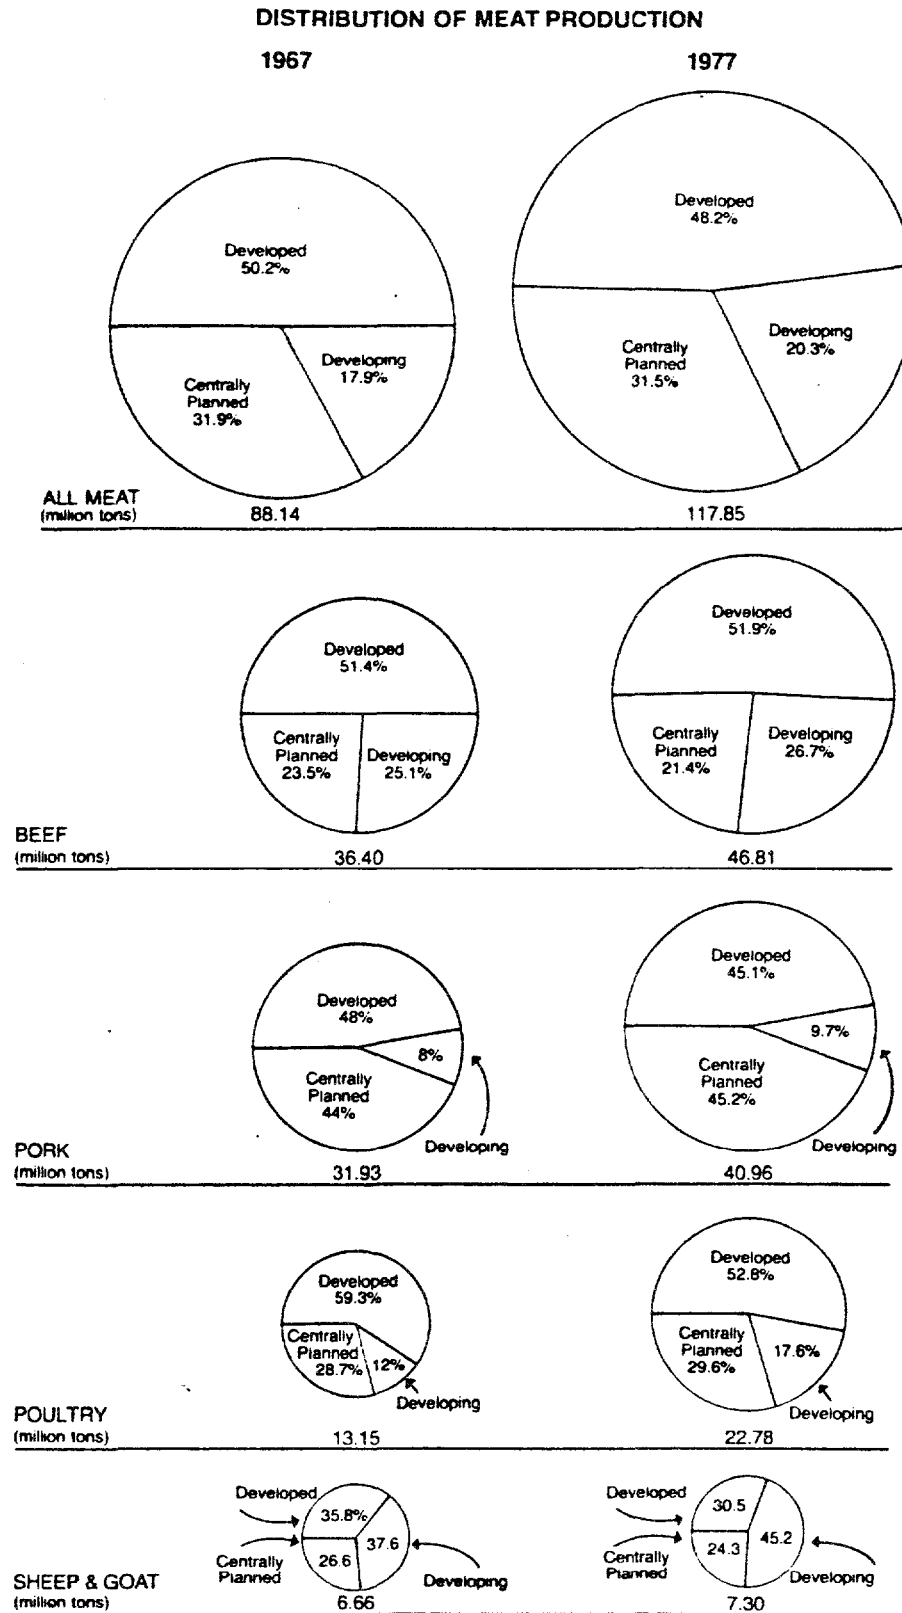 DISTRIBUTION OF MEAT PRODUCTION
1967
1977
Developed
50.2%
Developing
17.9%
Centrally
Planned
31.9%
Developed
48.2%
Developing
20.3%
Centrally
Planned
31.5%
ALL MEAT
(million tons)
88.14
117.85
Developed
51.4%
Centrally
Planned
23.5%
Developing
25.1%
Developed
51.9%
Centrally
Planned
21.4%
Developing
26.7%
BEEF
(million tons)
36.40
46.81
Developed
48%
8%
Centrally
Planned
44%
Developing
Developed
45.1%
9.7%
Centrally
Planned
45.2%
Developing
PORK
(million tons)
31.93
40.96
Developed
59.3%
Centrally
Planned
28.7%
12%
Developing
Developed
52.8%
Centrally
Planned
29.6%
17.6%
Developing
POULTRY
(million tons)
13.15
22.78
Developed
35.8%
37.6
26.6
Centrally
Planned
Developing
Developed
30.5
45.2
24.3
Centrally
Planned
Developing
SHEEP & GOAT
(million tons)
6.66
7.30